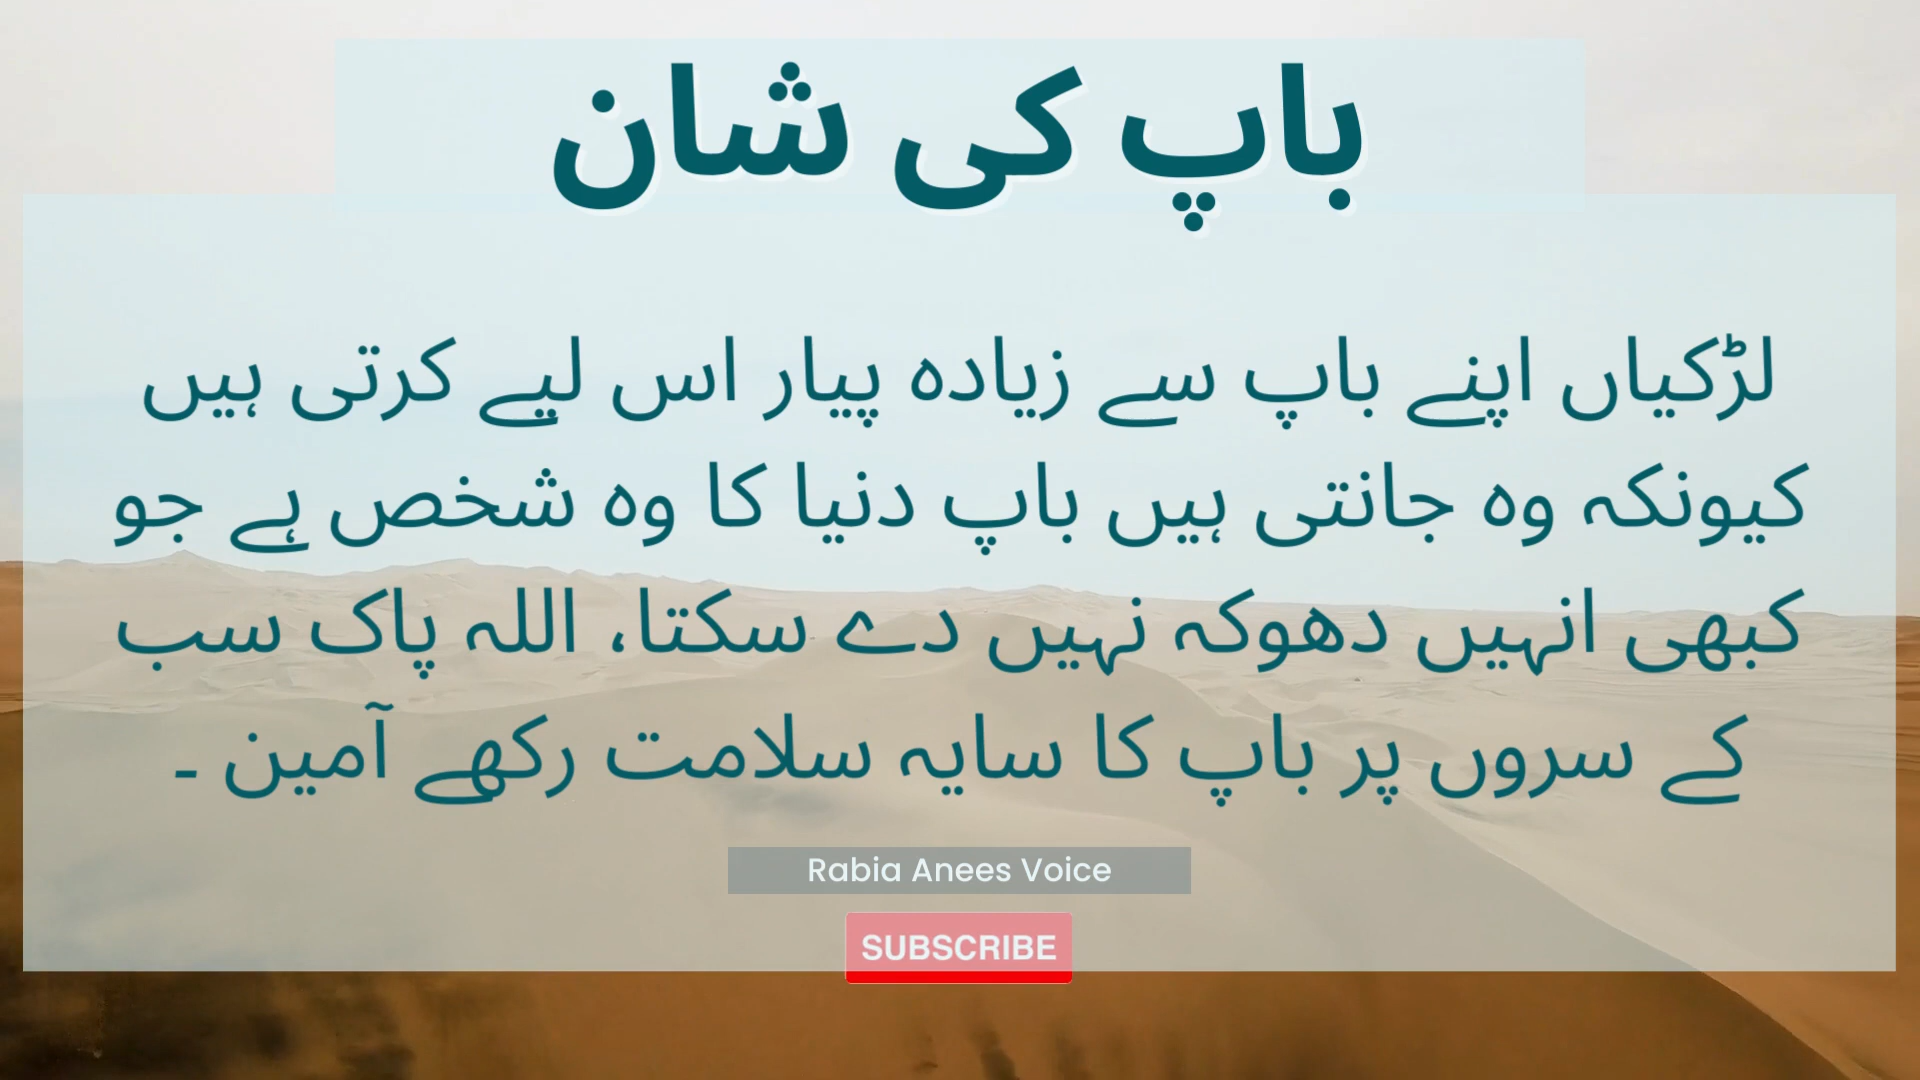 باپ کی شان
لڑکیاں اپنے باپ سے زیادہ پیار اس لیے کرتی ہیں
کیونکہ وہ جانتی ہیں باپ دنیا کا وہ شخص ہے جو
کبھی انہیں دھوکہ نہیں دے سکتا، اللہ پاک سب
کے سروں پر باپ کا سایہ سلامت رکھے آمین ۔
Rabia Anees Voice
SUBSCRIBE